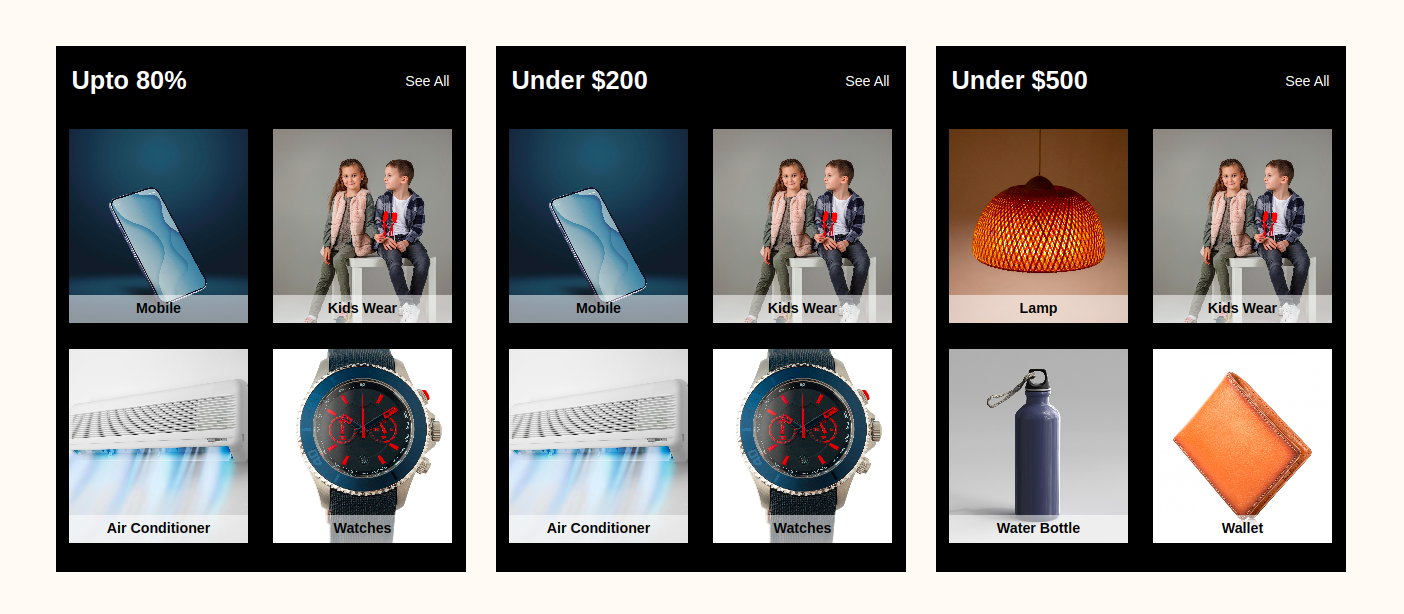 Upto 80%
See All
Mobile
Kids Wear
Air Conditioner
Watches
Under $200
See All
Mobile
Kids Wear
Air Conditioner
Watches
Under $500
See All
Lamp
Kids Wear
Water Bottle
Wallet